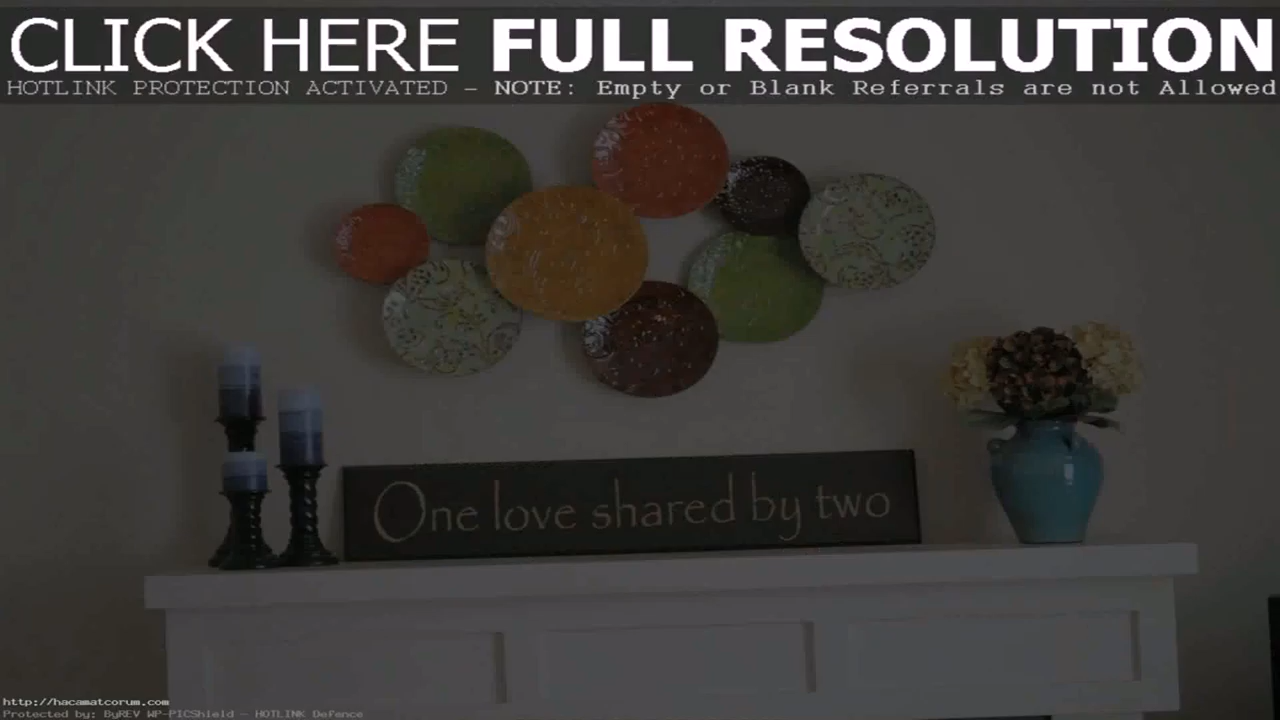 CLICK HERE FULL RESOLUTION
HOTLINK PROTECTION ACTIVATED - NOTE: Empty or Blank Referrals are not Allowed
One love shared by two
http://hacamatcorum.com
Protected by: ByREV WP-PICShield - HOTLINK Defence